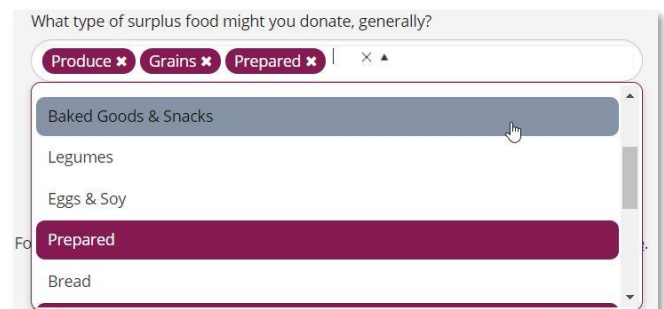 What type of surplus food might you donate, generally?
Produce × Grains × Prepared ×
Baked Goods & Snacks
Legumes
Eggs & Soy
Fo
Prepared
Bread